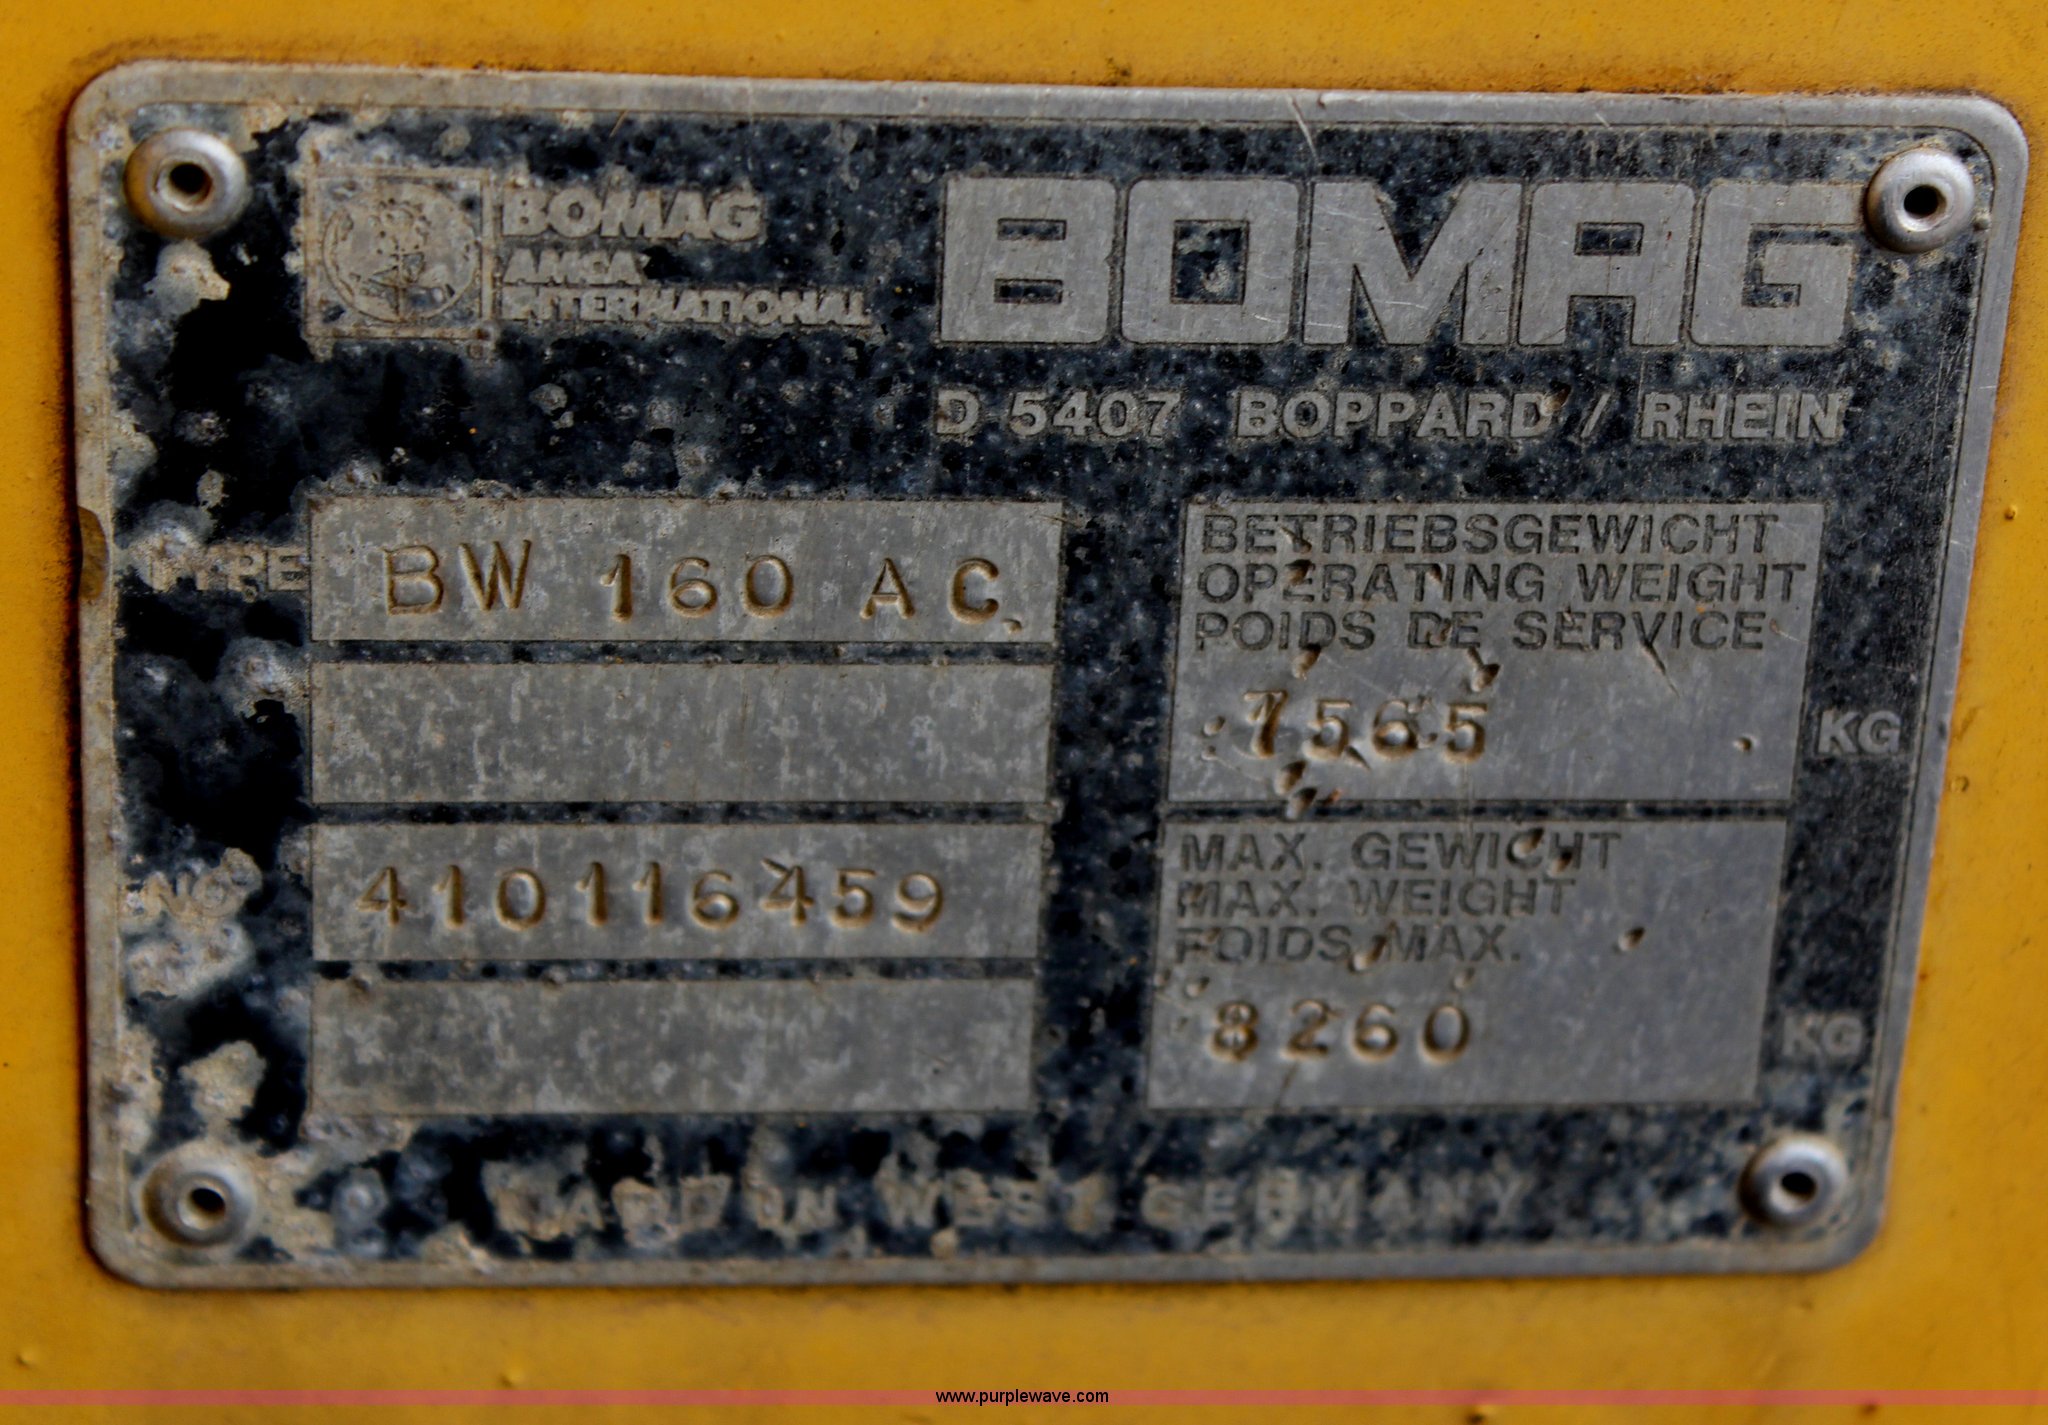 BOMAG
AMCA
INTERNATIONAL
BOMAG
D 5407 BOPPARD / RHEIN
TYPE BW 160 AC
BETRIEBSGEWICHT
OPERATING WEIGHT
POIDS DE SERVICE
7565 KG
NO 410116459
MAX. GEWICHT
MAX. WEIGHT
POIDS MAX.
8260 KG
MADE IN WEST GERMANY
www.purplewave.com